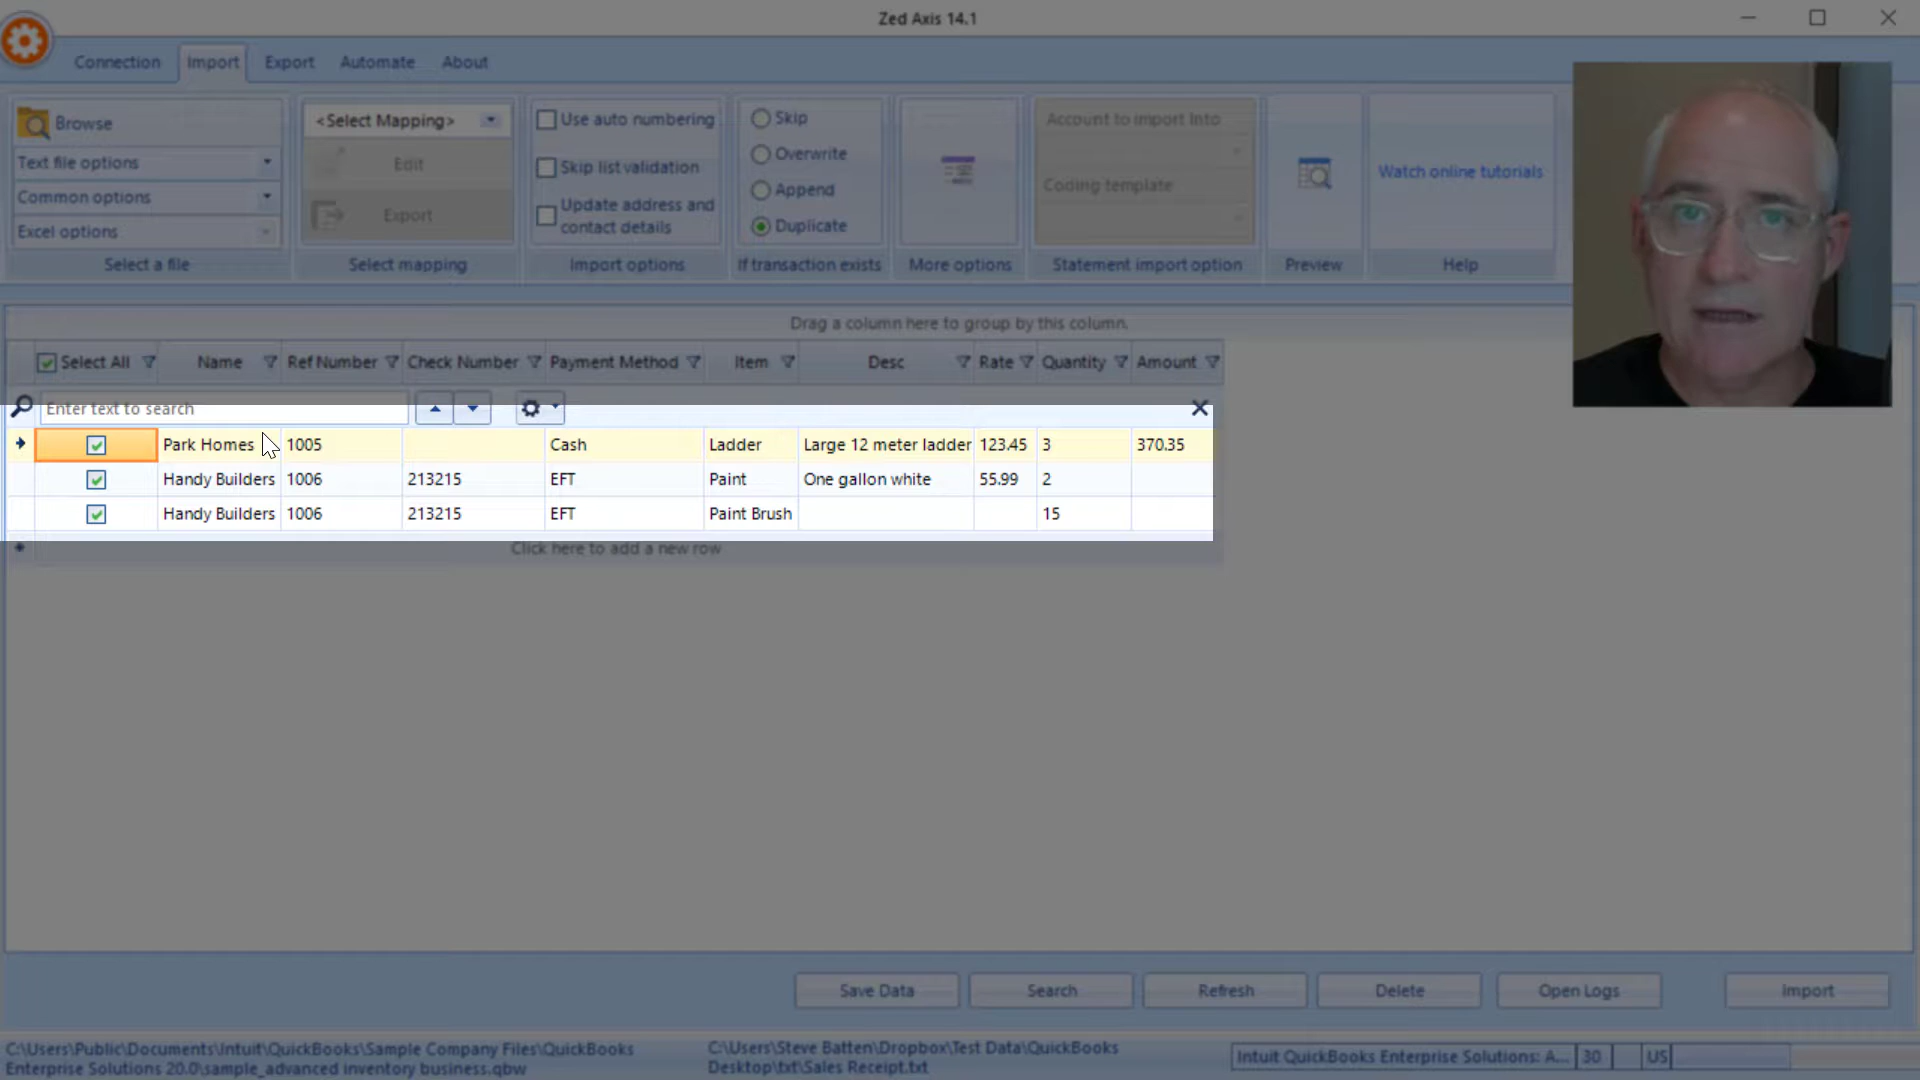 Zed Axis 14.1
Connection Import Export Automate About
Browse
Text file options
Common options
Excel options
Select a file
<Select Mapping>
Edit
Export
Select mapping
Use auto numbering
Skip list validation
Update address and
contact details
Import options
Skip
Overwrite
Append
Duplicate
If transaction exists
More options
Account to import into
Coding template
Statement import option
Preview
Watch online tutorials
Help
Drag a column here to group by this column.
Select All Name Ref Number Check Number Payment Method Item Desc Rate Quantity Amount
Enter text to search
Park Homes 1005 Cash Ladder Large 12 meter ladder 123.45 3 370.35
Handy Builders 1006 213215 EFT Paint One gallon white 55.99 2
Handy Builders 1006 213215 EFT Paint Brush 15
Click here to add a new row
Save Data Search Refresh Delete Open Logs Import
C:\Users\Public\Documents\Intuit\QuickBooks\Sample Company Files\QuickBooks
Enterprise Solutions 20.0\sample_advanced inventory business.qbw
C:\Users\Steve Batten\Dropbox\Test Data\QuickBooks
Desktop\txt\Sales Receipt.txt
Intuit QuickBooks Enterprise Solutions: A... 30 US